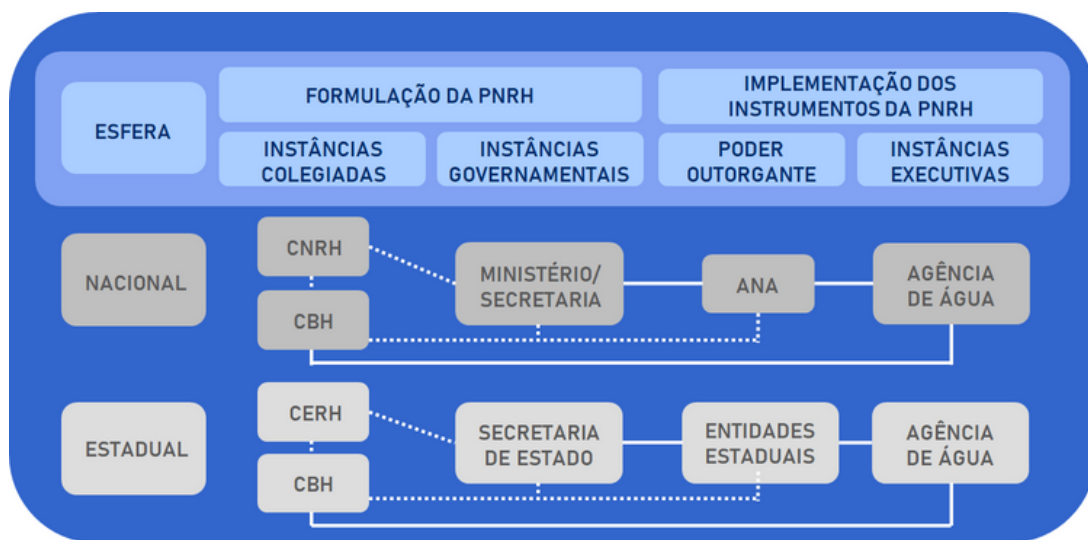 ESFERA
FORMULAÇÃO DA PNRH
IMPLEMENTAÇÃO DOS
INSTRUMENTOS DA PNRH
INSTÂNCIAS
COLEGIADAS
INSTÂNCIAS
GOVERNAMENTAIS
PODER
OUTORGANTE
INSTÂNCIAS
EXECUTIVAS
NACIONAL
CNRH
CBH
MINISTÉRIO/
SECRETARIA
ANA
AGÊNCIA
DE ÁGUA
ESTADUAL
CERH
CBH
SECRETARIA
DE ESTADO
ENTIDADES
ESTADUAIS
AGÊNCIA
DE ÁGUA